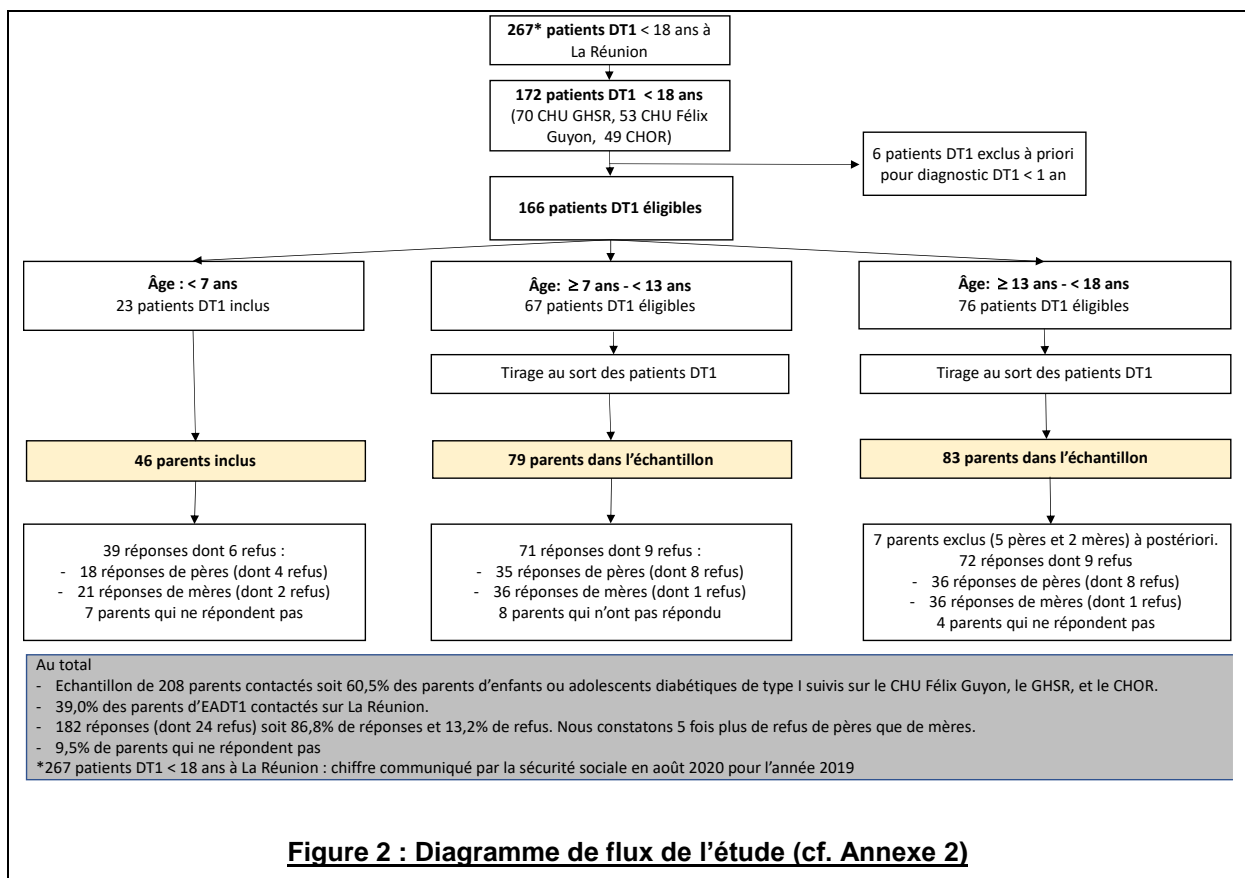 267* patients DT1 < 18 ans à
La Réunion
172 patients DT1 < 18 ans
(70 CHU GHSR, 53 CHU Félix
Guyon, 49 CHOR)
6 patients DT1 exclus à priori
pour diagnostic DT1 < 1 an
166 patients DT1 éligibles
Âge : < 7 ans
23 patients DT1 inclus
Âge: ≥ 7 ans - < 13 ans
67 patients DT1 éligibles
Âge: ≥ 13 ans - < 18 ans
76 patients DT1 éligibles
Tirage au sort des patients DT1
Tirage au sort des patients DT1
46 parents inclus
79 parents dans l'échantillon
83 parents dans l'échantillon
39 réponses dont 6 refus :
- 18 réponses de pères (dont 4 refus)
- 21 réponses de mères (dont 2 refus)
7 parents qui ne répondent pas
71 réponses dont 9 refus :
- 35 réponses de pères (dont 8 refus)
- 36 réponses de mères (dont 1 refus)
8 parents qui n'ont pas répondu
7 parents exclus (5 pères et 2 mères) à postériori.
72 réponses dont 9 refus
- 36 réponses de pères (dont 8 refus)
- 36 réponses de mères (dont 1 refus)
4 parents qui ne répondent pas
Au total
- Echantillon de 208 parents contactés soit 60,5% des parents d'enfants ou adolescents diabétiques de type I suivis sur le CHU Félix Guyon, le GHSR, et le CHOR.
- 39,0% des parents d'EADT1 contactés sur La Réunion.
- 182 réponses (dont 24 refus) soit 86,8% de réponses et 13,2% de refus. Nous constatons 5 fois plus de refus de pères que de mères.
- 9,5% de parents qui ne répondent pas
*267 patients DT1 < 18 ans à La Réunion : chiffre communiqué par la sécurité sociale en août 2020 pour l'année 2019
Figure 2 : Diagramme de flux de l'étude (cf. Annexe 2)